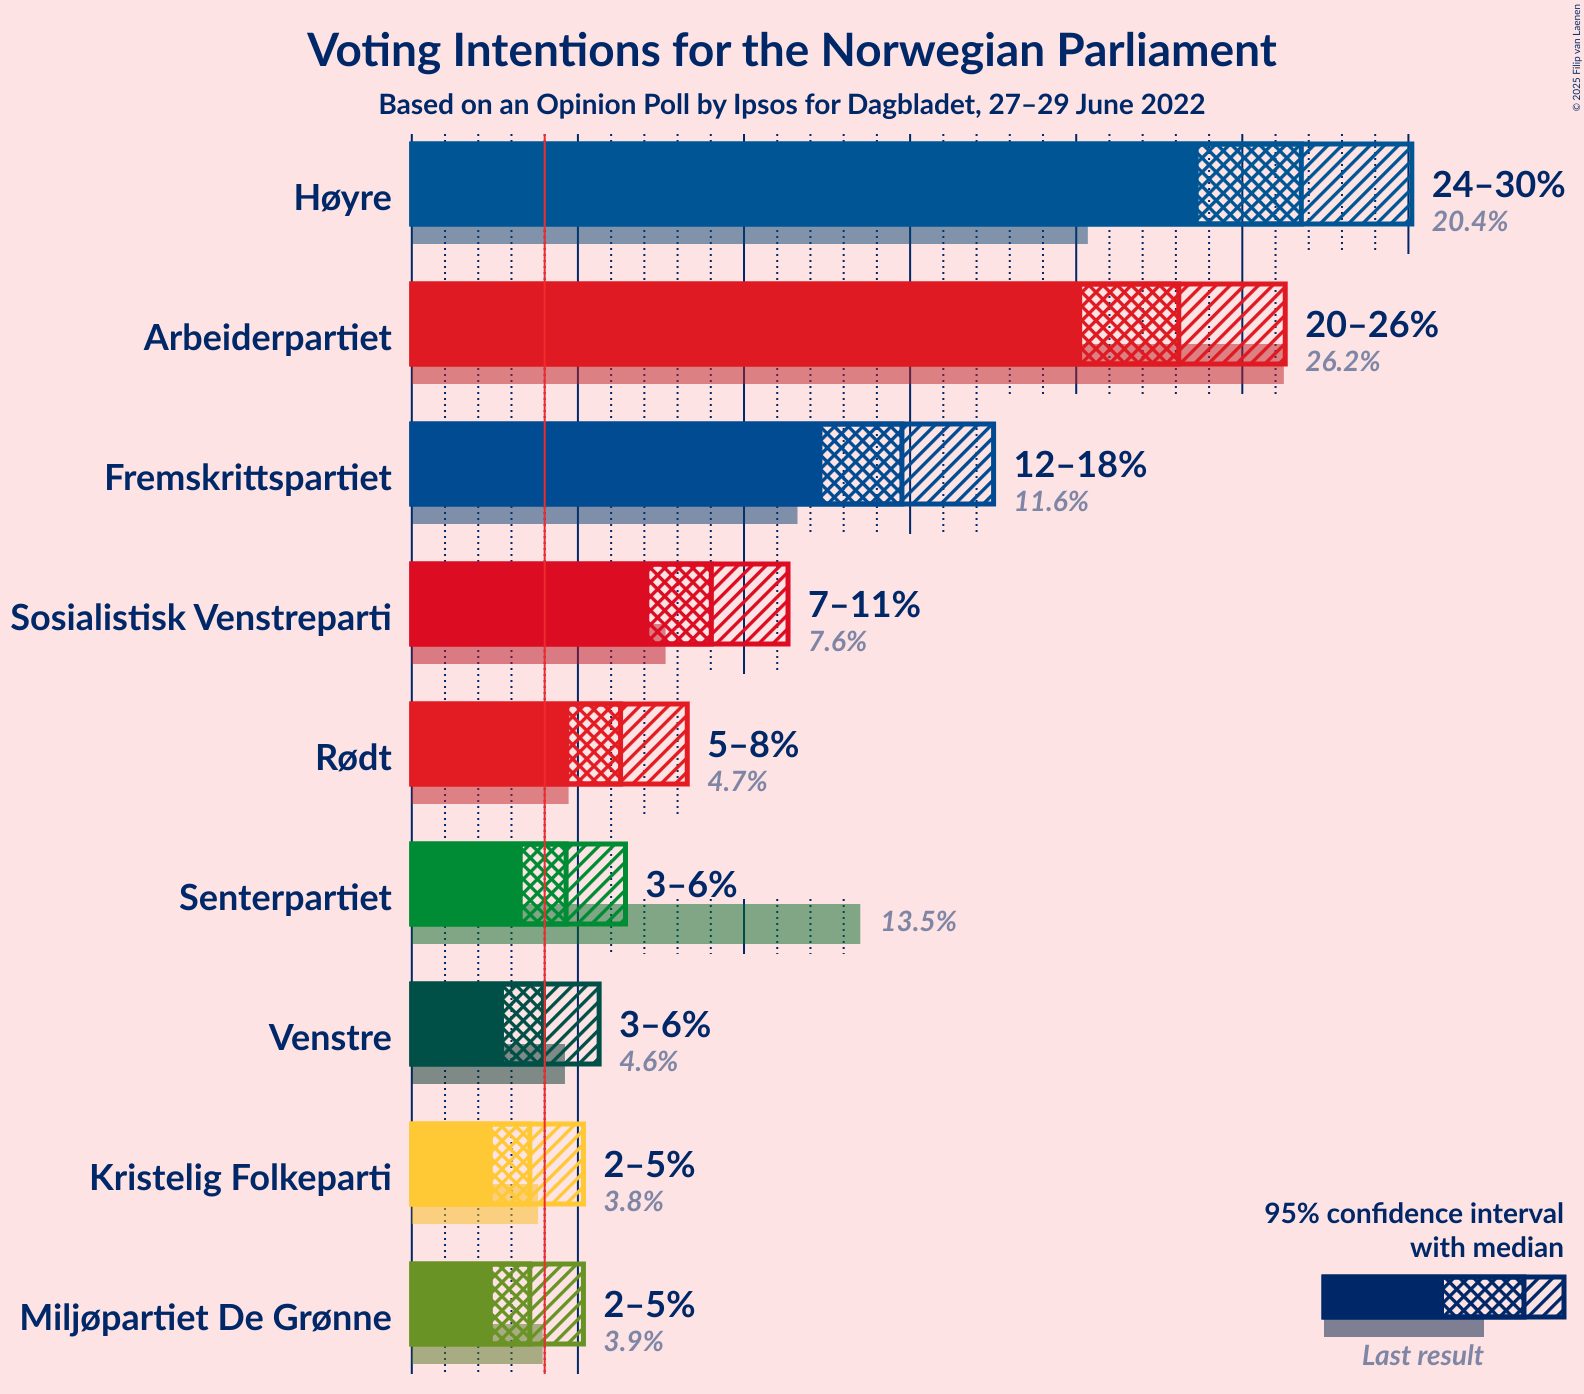 Voting Intentions for the Norwegian Parliament
Based on an Opinion Poll by Ipsos for Dagbladet, 27–29 June 2022
© 2025 Filip van Laenen
Høyre
24–30%
20.4%
Arbeiderpartiet
20–26%
26.2%
Fremskrittspartiet
12–18%
11.6%
Sosialistisk Venstreparti
7–11%
7.6%
Rødt
5–8%
4.7%
Senterpartiet
3–6%
13.5%
Venstre
3–6%
4.6%
Kristelig Folkeparti
2–5%
3.8%
Miljøpartiet De Grønne
2–5%
3.9%
95% confidence interval
with median
Last result